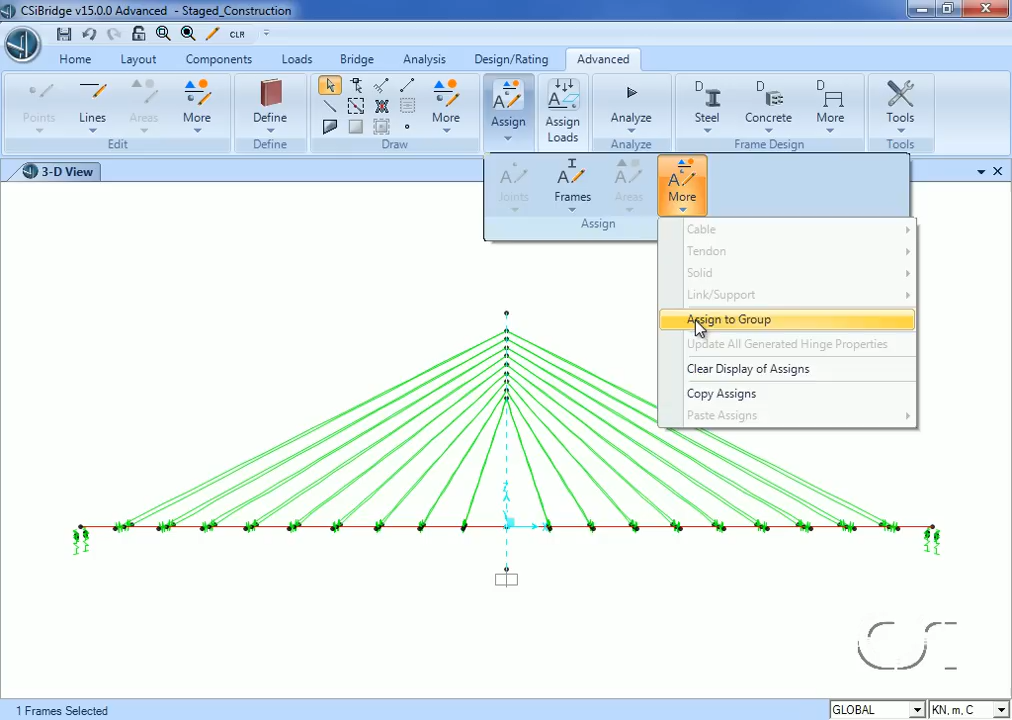 CSiBridge v15.0.0 Advanced - Staged_Construction
CLR
Home Layout Components Loads Bridge Analysis Design/Rating Advanced
Points Lines Areas More Define More Assign Assign Loads Analyze Steel Concrete More Tools
Edit Define Draw Analyze Frame Design Tools
3-D View
Joints Frames Areas More
Assign
Cable
Tendon
Solid
Link/Support
Assign to Group
Update All Generated Hinge Properties
Clear Display of Assigns
Copy Assigns
Paste Assigns
Z
CSI
1 Frames Selected GLOBAL KN, m, C